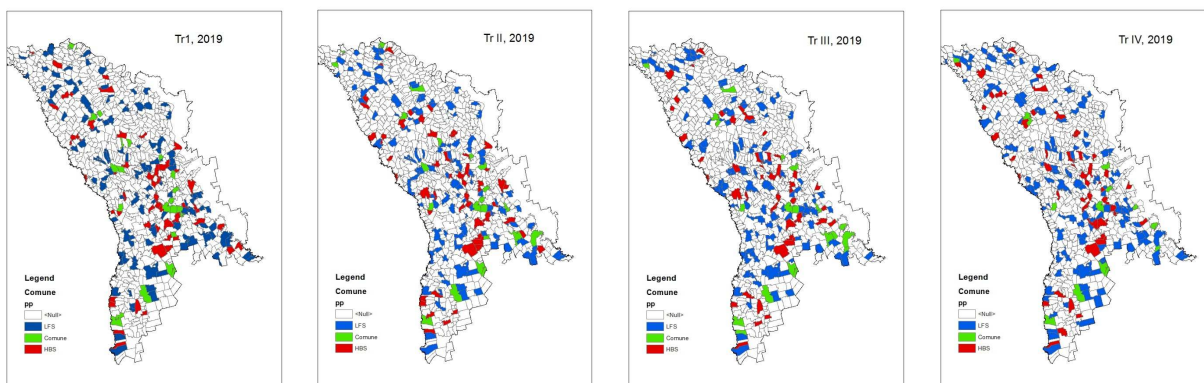 Tr1, 2019
Legend
Comune
pp
<Null>
LFS
Comune
HBS
Tr II, 2019
Legend
Comune
pp
<Null>
LFS
Comune
HBS
Tr III, 2019
Legend
Comune
pp
<Null>
LFS
Comune
HBS
Tr IV, 2019
Legend
Comune
pp
<Null>
LFS
Comune
HBS